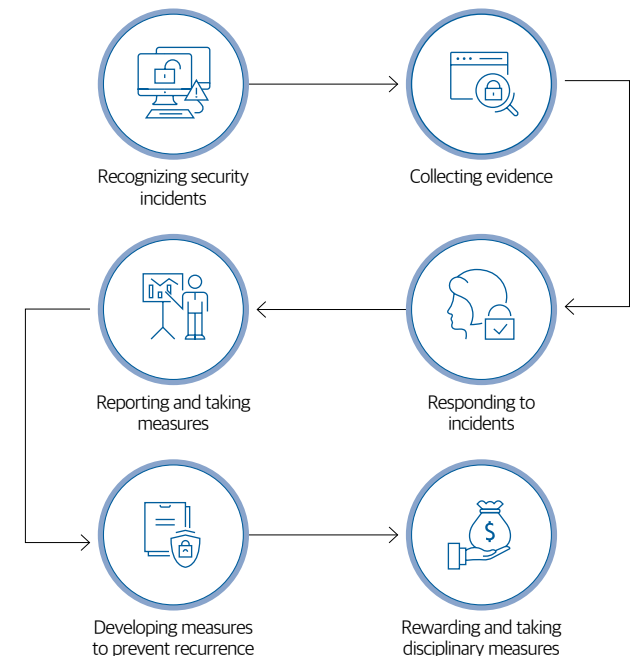 Recognizing security
incidents
Collecting evidence
Responding to
incidents
Reporting and taking
measures
Developing measures
to prevent recurrence
$
Rewarding and taking
disciplinary measures